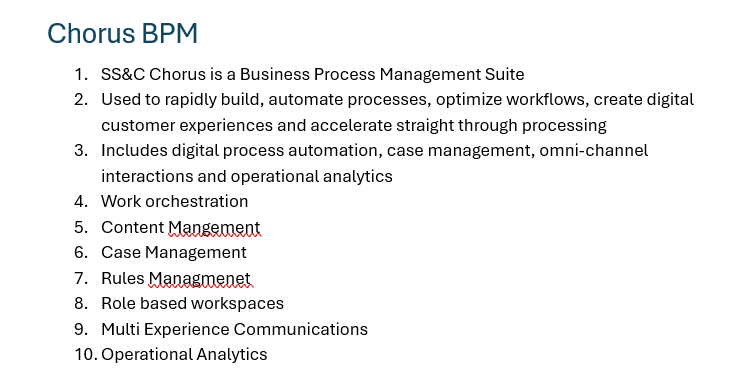 Chorus BPM
1. SS&C Chorus is a Business Process Management Suite
2. Used to rapidly build, automate processes, optimize workflows, create digital
customer experiences and accelerate straight through processing
3. Includes digital process automation, case management, omni-channel
interactions and operational analytics
4. Work orchestration
5. Content Mangement
6. Case Management
7. Rules Managmenet
8. Role based workspaces
9. Multi Experience Communications
10. Operational Analytics